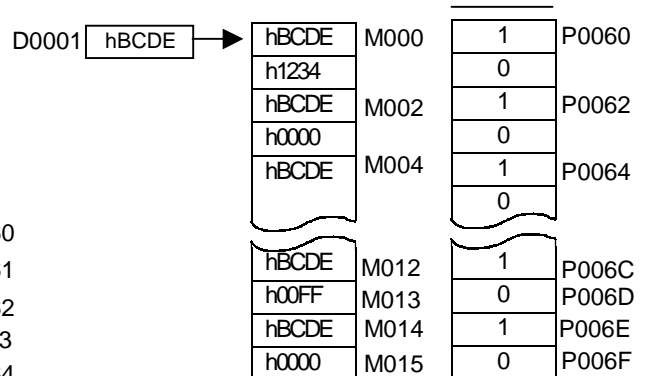 D0001 hBCDE hBCDE M000 1 P0060
h1234 0
hBCDE M002 1 P0062
h0000 0
hBCDE M004 1 P0064
0
hBCDE M012 1 P006C
h00FF M013 0 P006D
hBCDE M014 1 P006E
h0000 M015 0 P006F